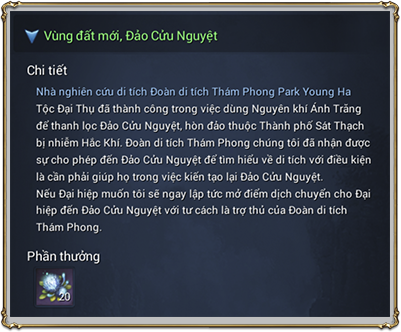 Vùng đất mới, Đảo Cửu Nguyệt
Chi tiết
Nhà nghiên cứu di tích Đoàn di tích Thám Phong Park Young Ha
Tộc Đại Thụ đã thành công trong việc dùng Nguyên khí Ánh Trăng
để thanh lọc Đảo Cửu Nguyệt, hòn đảo thuộc Thành phố Sát Thạch
bị nhiễm Hắc Khí. Đoàn di tích Thám Phong chúng tôi đã nhận được
sự cho phép đến Đảo Cửu Nguyệt để tìm hiểu về di tích với điều kiện
là cần phải giúp họ trong việc kiến tạo lại Đảo Cửu Nguyệt.
Nếu Đại hiệp muốn tôi sẽ ngay lập tức mở điểm dịch chuyển cho Đại
hiệp đến Đảo Cửu Nguyệt với tư cách là trợ thủ của Đoàn di tích
Thám Phong.
Phần thưởng
20